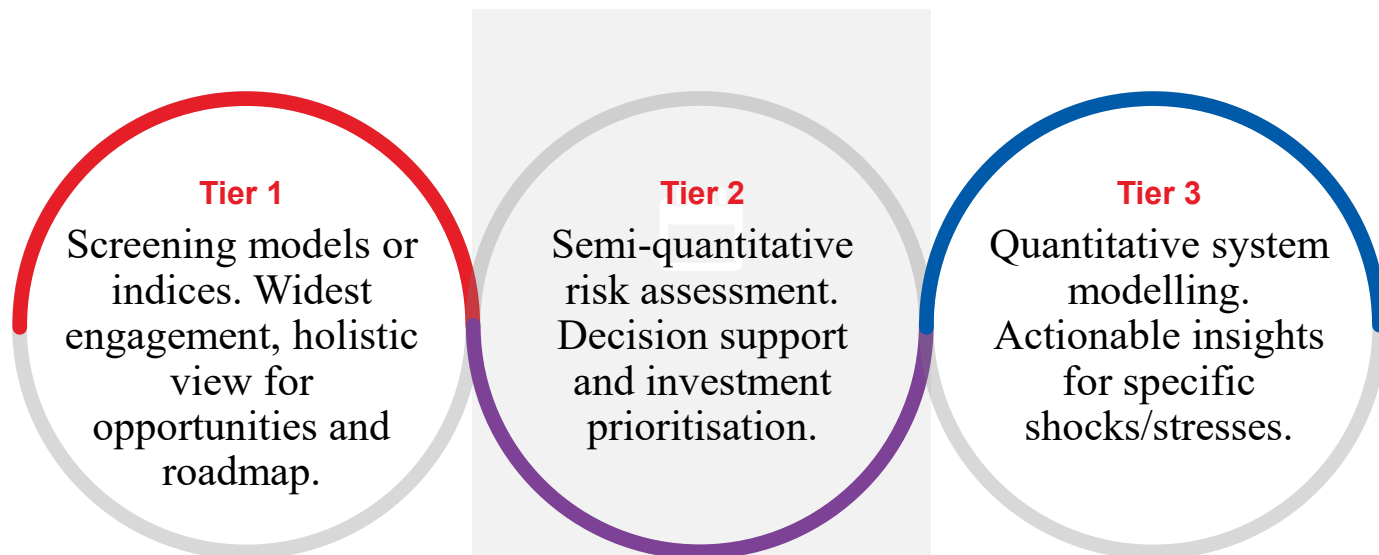 Tier 1
Screening models or
indices. Widest
engagement, holistic
view for
opportunities and
roadmap.
Tier 2
Semi-quantitative
risk assessment.
Decision support
and investment
prioritisation.
Tier 3
Quantitative system
modelling.
Actionable insights
for specific
shocks/stresses.